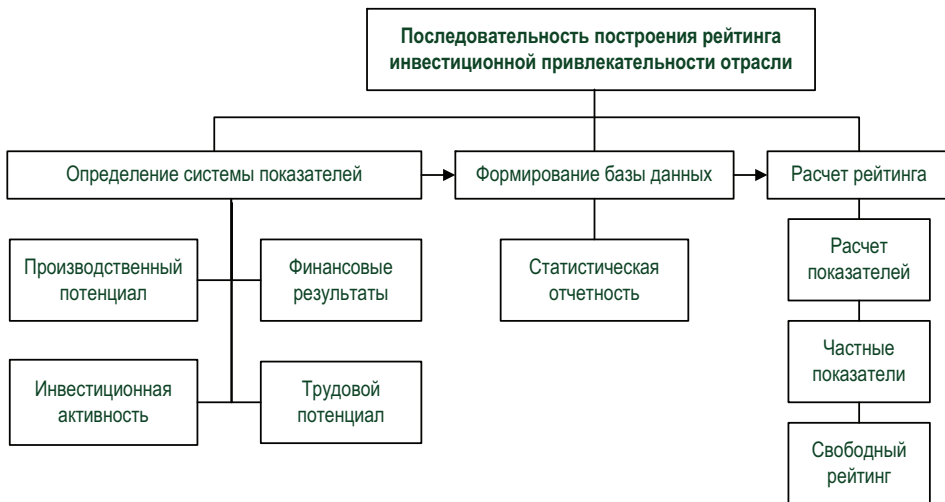 Последовательность построения рейтинга
инвестиционной привлекательности отрасли
Определение системы показателей
Формирование базы данных
Расчет рейтинга
Производственный
потенциал
Финансовые
результаты
Статистическая
отчетность
Расчет
показателей
Инвестиционная
активность
Трудовой
потенциал
Частные
показатели
Свободный
рейтинг